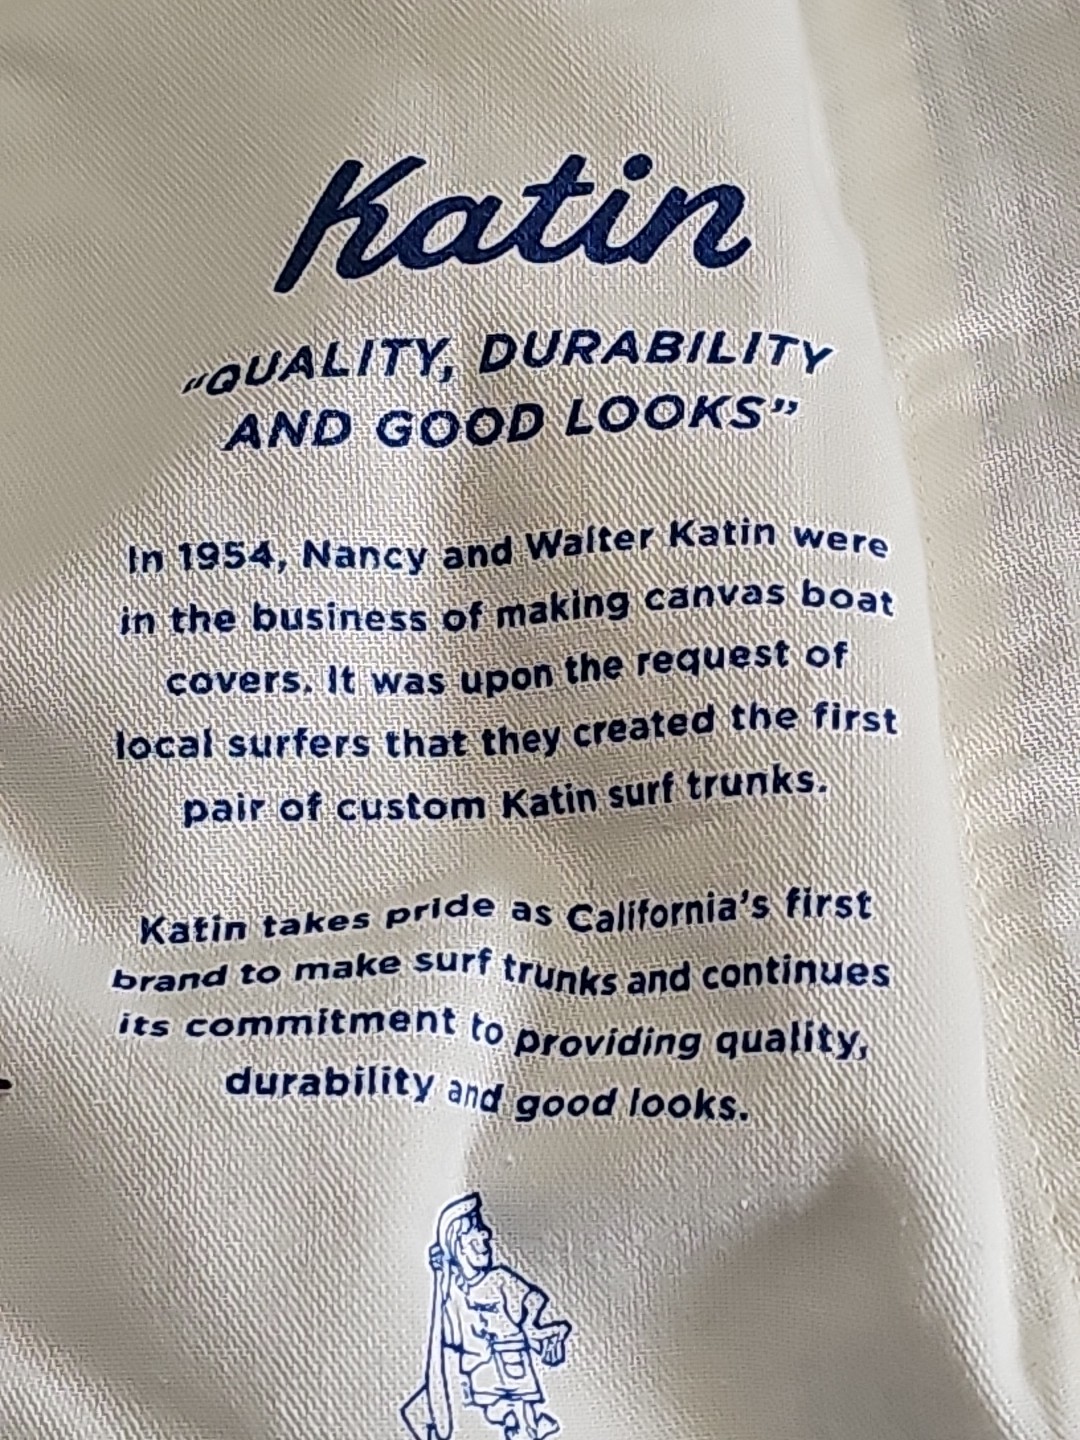 Katin
"QUALITY, DURABILITY
AND GOOD LOOKS"
In 1954, Nancy and Walter Katin were
in the business of making canvas boat
covers. It was upon the request of
local surfers that they created the first
pair of custom Katin surf trunks.
Katin takes pride as California's first
brand to make surf trunks and continues
its commitment to providing quality,
durability and good looks.